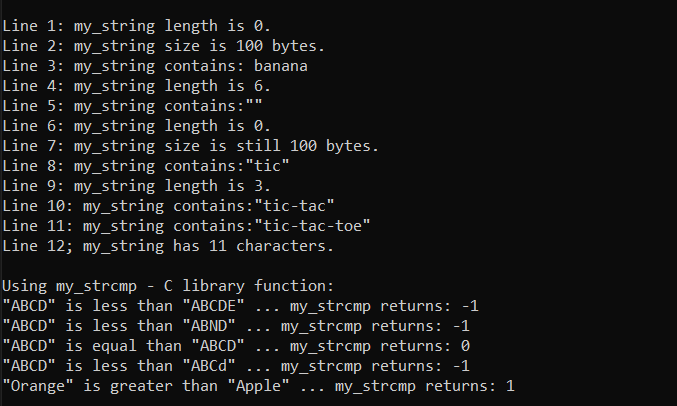 Line 1: my_string length is 0.
Line 2: my_string size is 100 bytes.
Line 3: my_string contains: banana
Line 4: my_string length is 6.
Line 5: my_string contains:""
Line 6: my_string length is 0.
Line 7: my_string size is still 100 bytes.
Line 8: my_string contains:"tic"
Line 9: my_string length is 3.
Line 10: my_string contains:"tic-tac"
Line 11: my_string contains:"tic-tac-toe"
Line 12; my_string has 11 characters.
Using my_strcmp - C library function:
"ABCD" is less than "ABCDE" ... my_strcmp returns: -1
"ABCD" is less than "ABND" ... my_strcmp returns: -1
"ABCD" is equal than "ABCD" ... my_strcmp returns: 0
"ABCD" is less than "ABCd" ... my_strcmp returns: -1
"Orange" is greater than "Apple" ... my_strcmp returns: 1